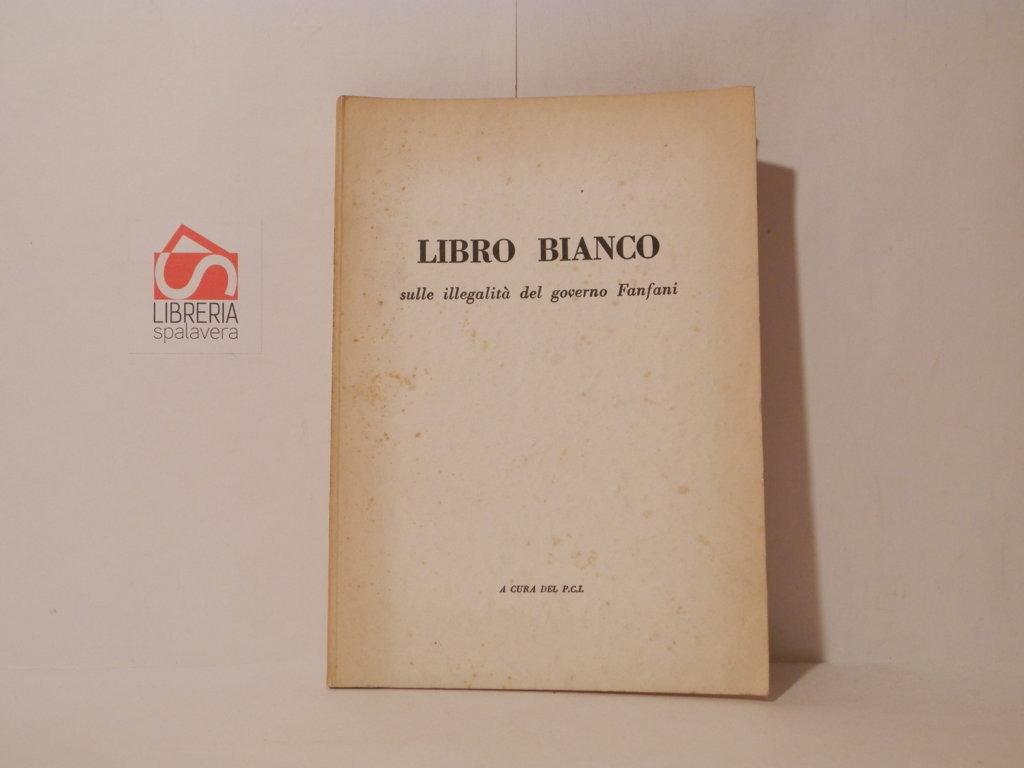 LIBRO BIANCO
sulle illegalità del governo Fanfani
A CURA DEL P.C.I.
LIBRERIA
spalavera